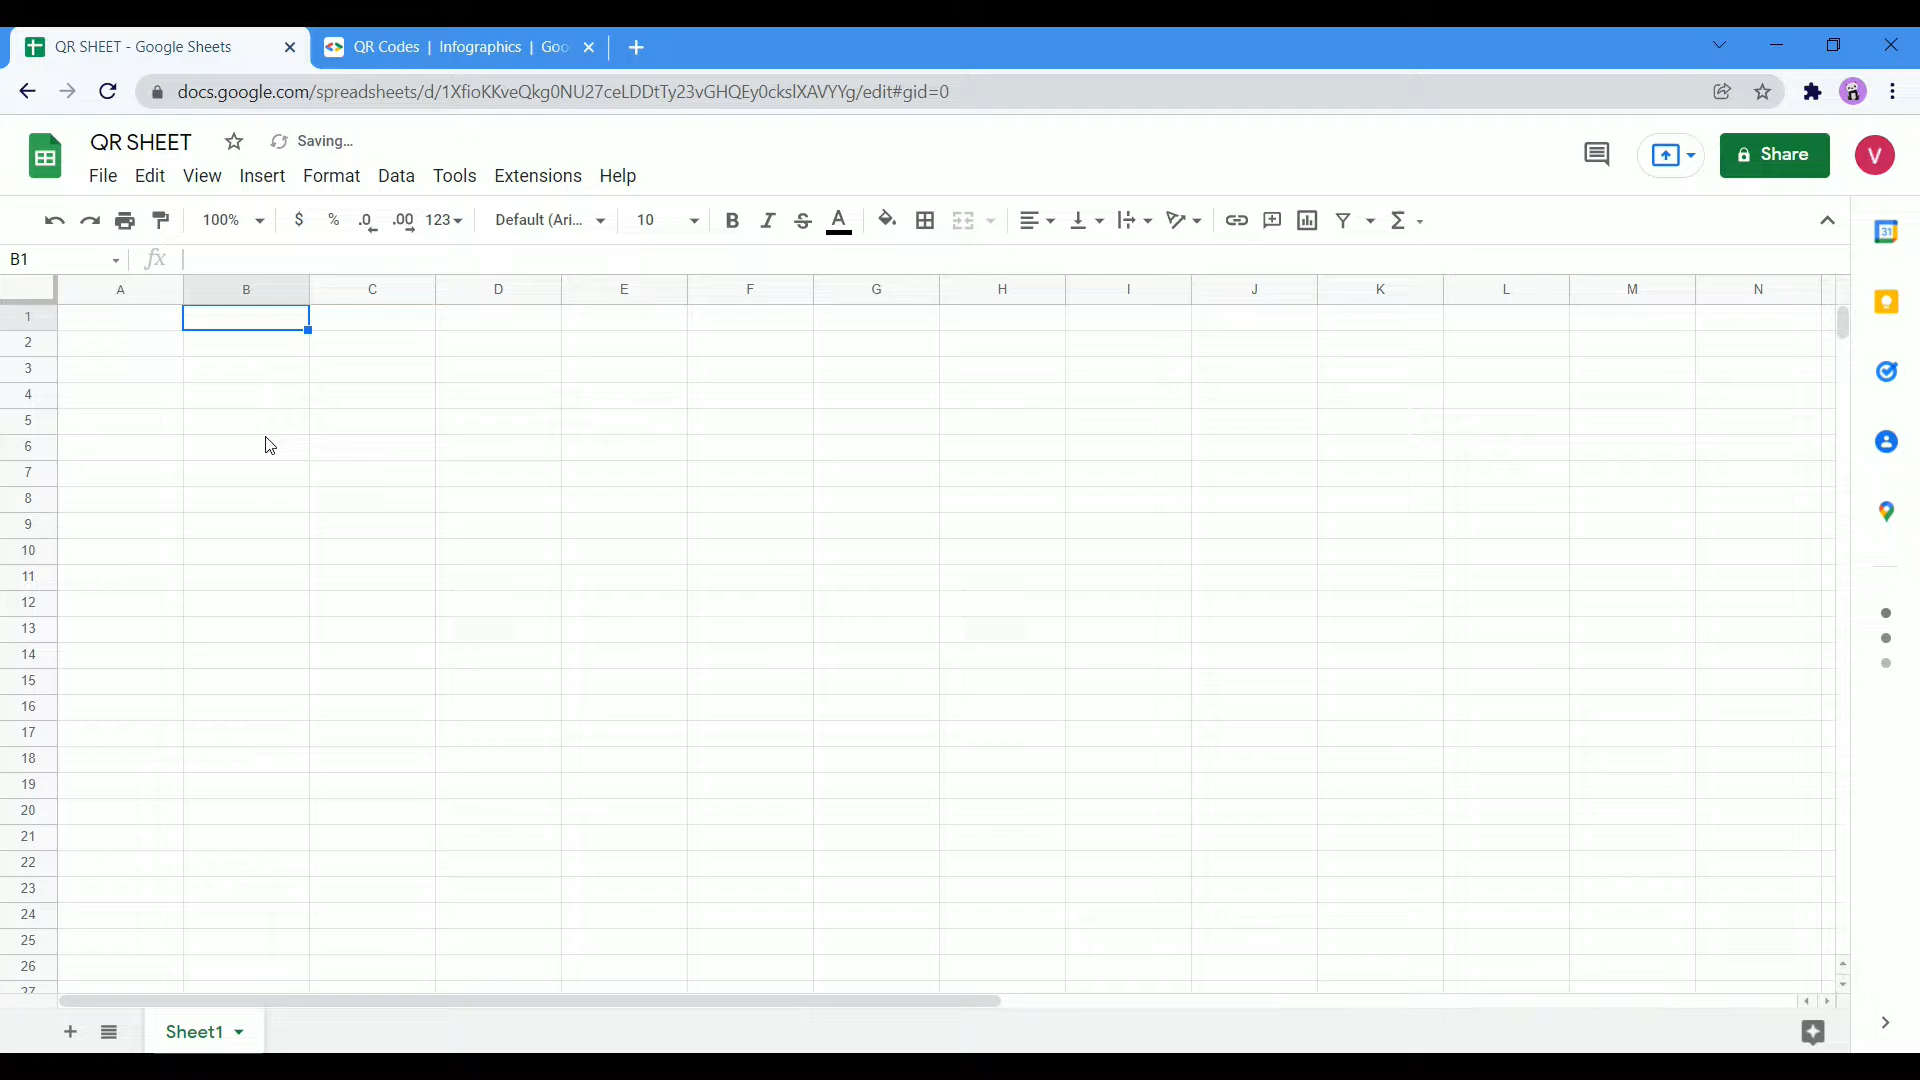 QR SHEET - Google Sheets
QR Codes | Infographics | Goo
docs.google.com/spreadsheets/d/1XfioKKveQkg0NU27ceLDDtTy23vGHQEy0ckslXAVYYg/edit#gid=0
QR SHEET Saving...
File Edit View Insert Format Data Tools Extensions Help
Share
V
100% $ % .0 .00 123 Default (Ari... 10 B I S A Σ
31
B1 fx
A B C D E F G H I J K L M N
1
2
3
4
5
6
7
8
9
10
11
12
13
14
15
16
17
18
19
20
21
22
23
24
25
26
27
Sheet1